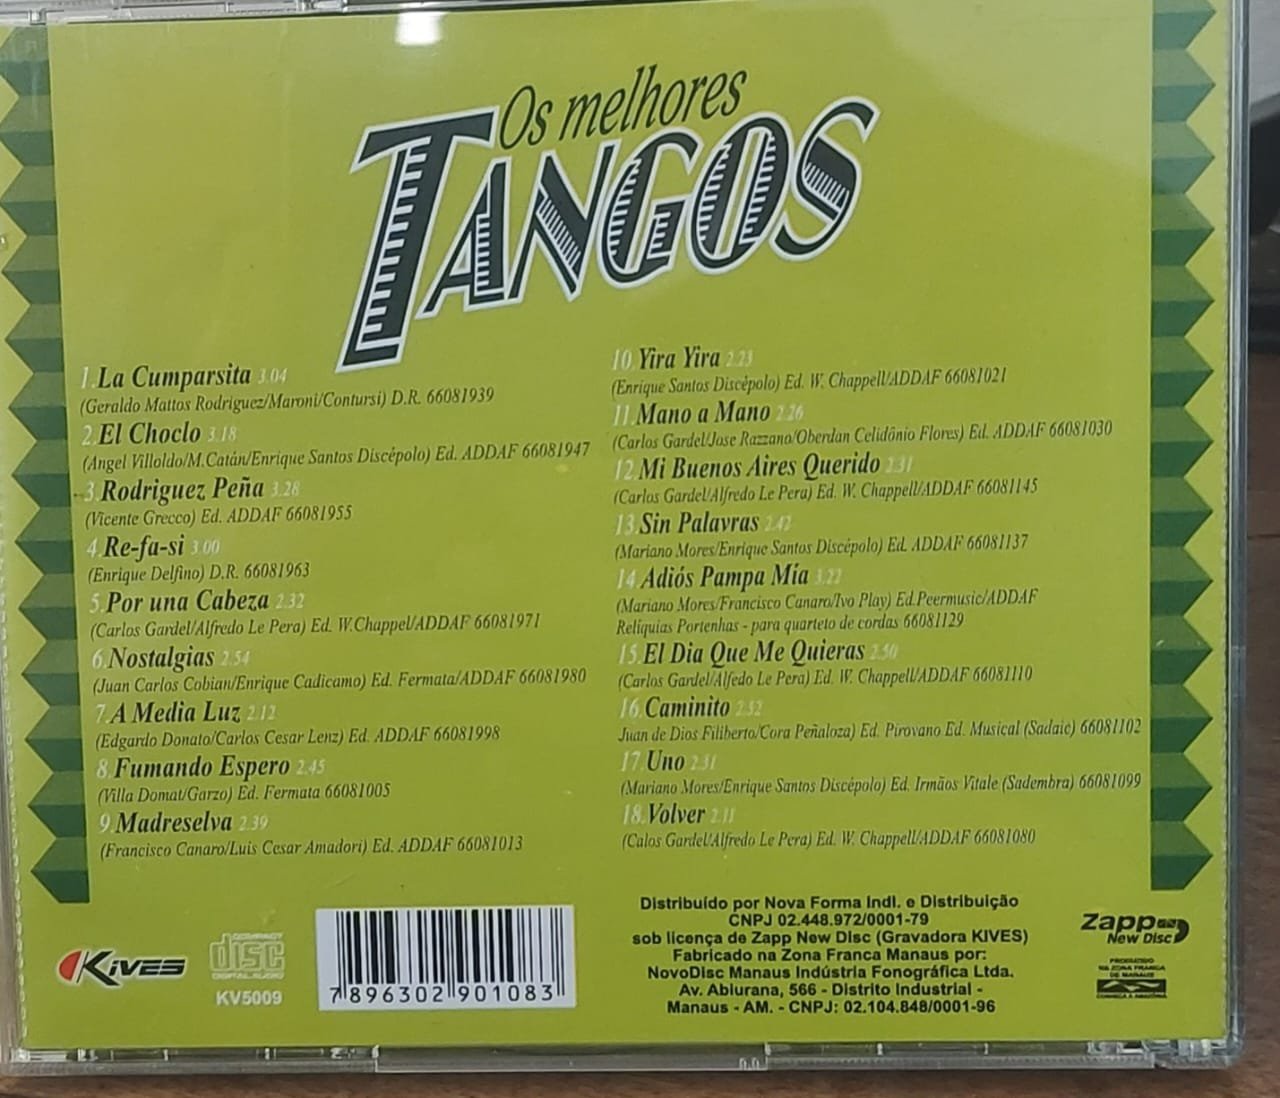 Os melhores
TANGOS
1. La Cumparsita 3.04
(Geraldo Mattos Rodriguez/Maroni/Contursi) D.R. 66081939
2. El Choclo 3.18
(Angel Villoldo/M.Catán/Enrique Santos Discépolo) Ed. ADDAF 66081947
3. Rodriguez Peña 3.28
(Vicente Grecco) Ed. ADDAF 66081955
4. Re-fa-si 3.00
(Enrique Delfino) D.R. 66081963
5. Por una Cabeza 2.32
(Carlos Gardel/Alfredo Le Pera) Ed. W.Chappel/ADDAF 66081971
6. Nostalgias 2.54
(Juan Carlos Cobian/Enrique Cadicamo) Ed. Fermata/ADDAF 66081980
7. A Media Luz 2.12
(Edgardo Donato/Carlos Cesar Lenz) Ed. ADDAF 66081998
8. Fumando Espero 2.45
(Villa Domat/Garzo) Ed. Fermata 66081005
9. Madreselva 2.39
(Francisco Canaro/Luis Cesar Amadori) Ed. ADDAF 66081013
10. Yira Yira 2.23
(Enrique Santos Discépolo) Ed. W. Chappell/ADDAF 66081021
11. Mano a Mano 2.26
(Carlos Gardel/Jose Razzano/Oberdan Celidônio Flores) Ed. ADDAF 66081030
12. Mi Buenos Aires Querido 2.31
(Carlos Gardel/Alfredo Le Pera) Ed. W. Chappell/ADDAF 66081145
13. Sin Palavras 2.42
(Mariano Mores/Enrique Santos Discépolo) Ed. ADDAF 66081137
14 Adiós Pampa Mía 3.22
(Mariano Mores/Francisco Canaro/Ivo Play) Ed.Peermusic/ADDAF
Relíquias Portenhas - para quarteto de cordas 66081129
15. El Dia Que Me Quieras 2.50
(Carlos Gardel/Alfedo Le Pera) Ed. W. Chappell/ADDAF 66081110
16. Caminito 2.32
Juan de Dios Filiberto/Cora Peñaloza) Ed. Pirovano Ed. Musical (Sadaic) 66081102
17. Uno 2.31
(Mariano Mores/Enrique Santos Discépolo) Ed. Irmãos Vitale (Sadembra) 66081099
18. Volver 2.11
(Calos Gardel/Alfredo Le Pera) Ed. W. Chappell/ADDAF 66081080
KIVES
COMPACT
disc
DIGITAL AUDIO
KV5009
7 896302 901083
Distribuído por Nova Forma Indl. e Distribuição
CNPJ 02.448.972/0001-79
sob licença de Zapp New Disc (Gravadora KIVES)
Fabricado na Zona Franca Manaus por:
NovoDisc Manaus Indústria Fonográfica Ltda.
Av. Abiurana, 566 - Distrito Industrial -
Manaus - AM. - CNPJ: 02.104.848/0001-96
Zapp
New Disc
PRODUZIDO
NA ZONA FRANCA
DE MANAUS
CONHEÇA A AMAZÔNIA